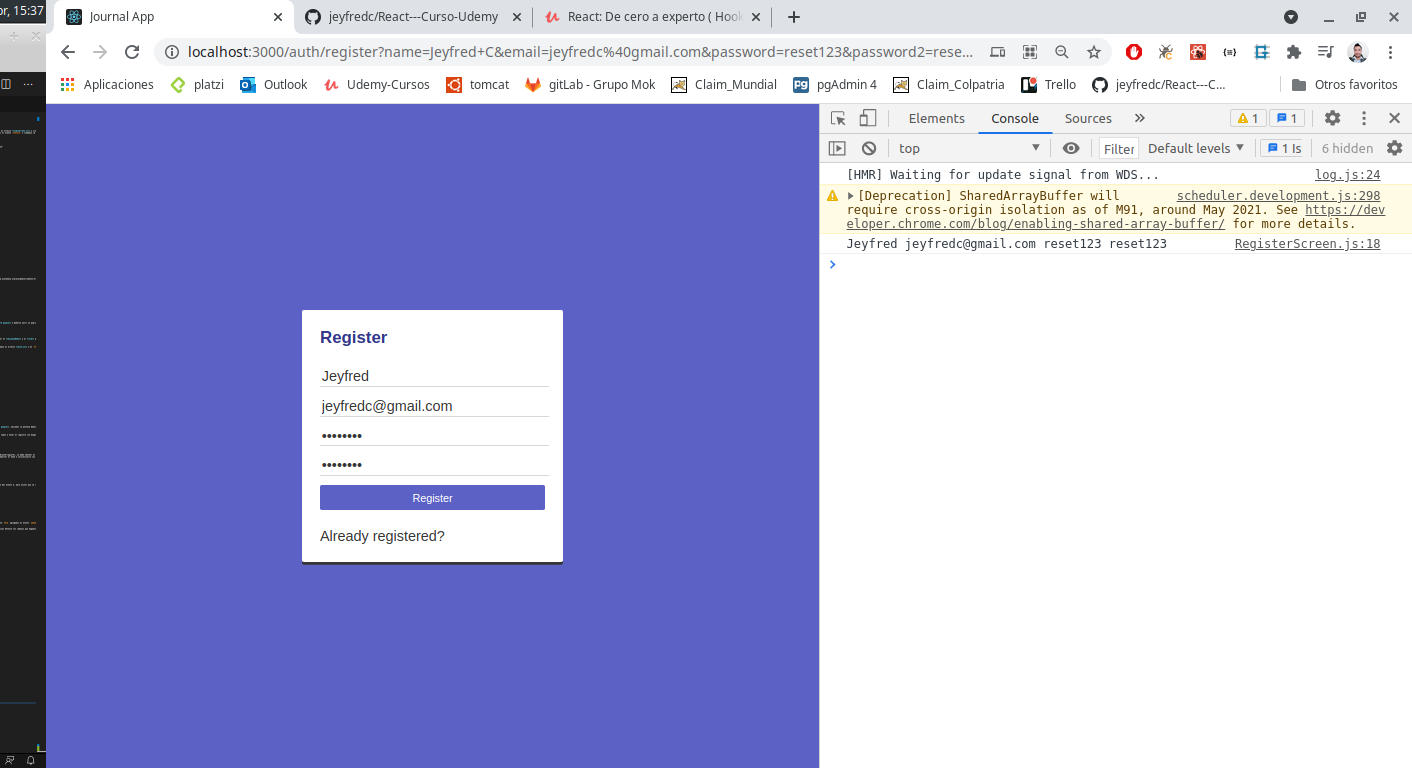 or, 15:37
Journal App
jeyfredc/React---Curso-Udemy
React: De cero a experto ( Hook
localhost:3000/auth/register?name=Jeyfred+C&email=jeyfredc%40gmail.com&password=reset123&password2=rese...
Aplicaciones
platzi
Outlook
Udemy-Cursos
tomcat
gitLab - Grupo Mok
Claim_Mundial
pgAdmin 4
Claim_Colpatria
Trello
jeyfredc/React---C...
Otros favoritos
Elements Console Sources » 1 1
top Filter Default levels 1 Is 6 hidden
[HMR] Waiting for update signal from WDS... log.js:24
[Deprecation] SharedArrayBuffer will scheduler.development.js:298
require cross-origin isolation as of M91, around May 2021. See https://dev
eloper.chrome.com/blog/enabling-shared-array-buffer/ for more details.
Jeyfred jeyfredc@gmail.com reset123 reset123 RegisterScreen.js:18
Register
Jeyfred
jeyfredc@gmail.com
••••••••
••••••••
Register
Already registered?